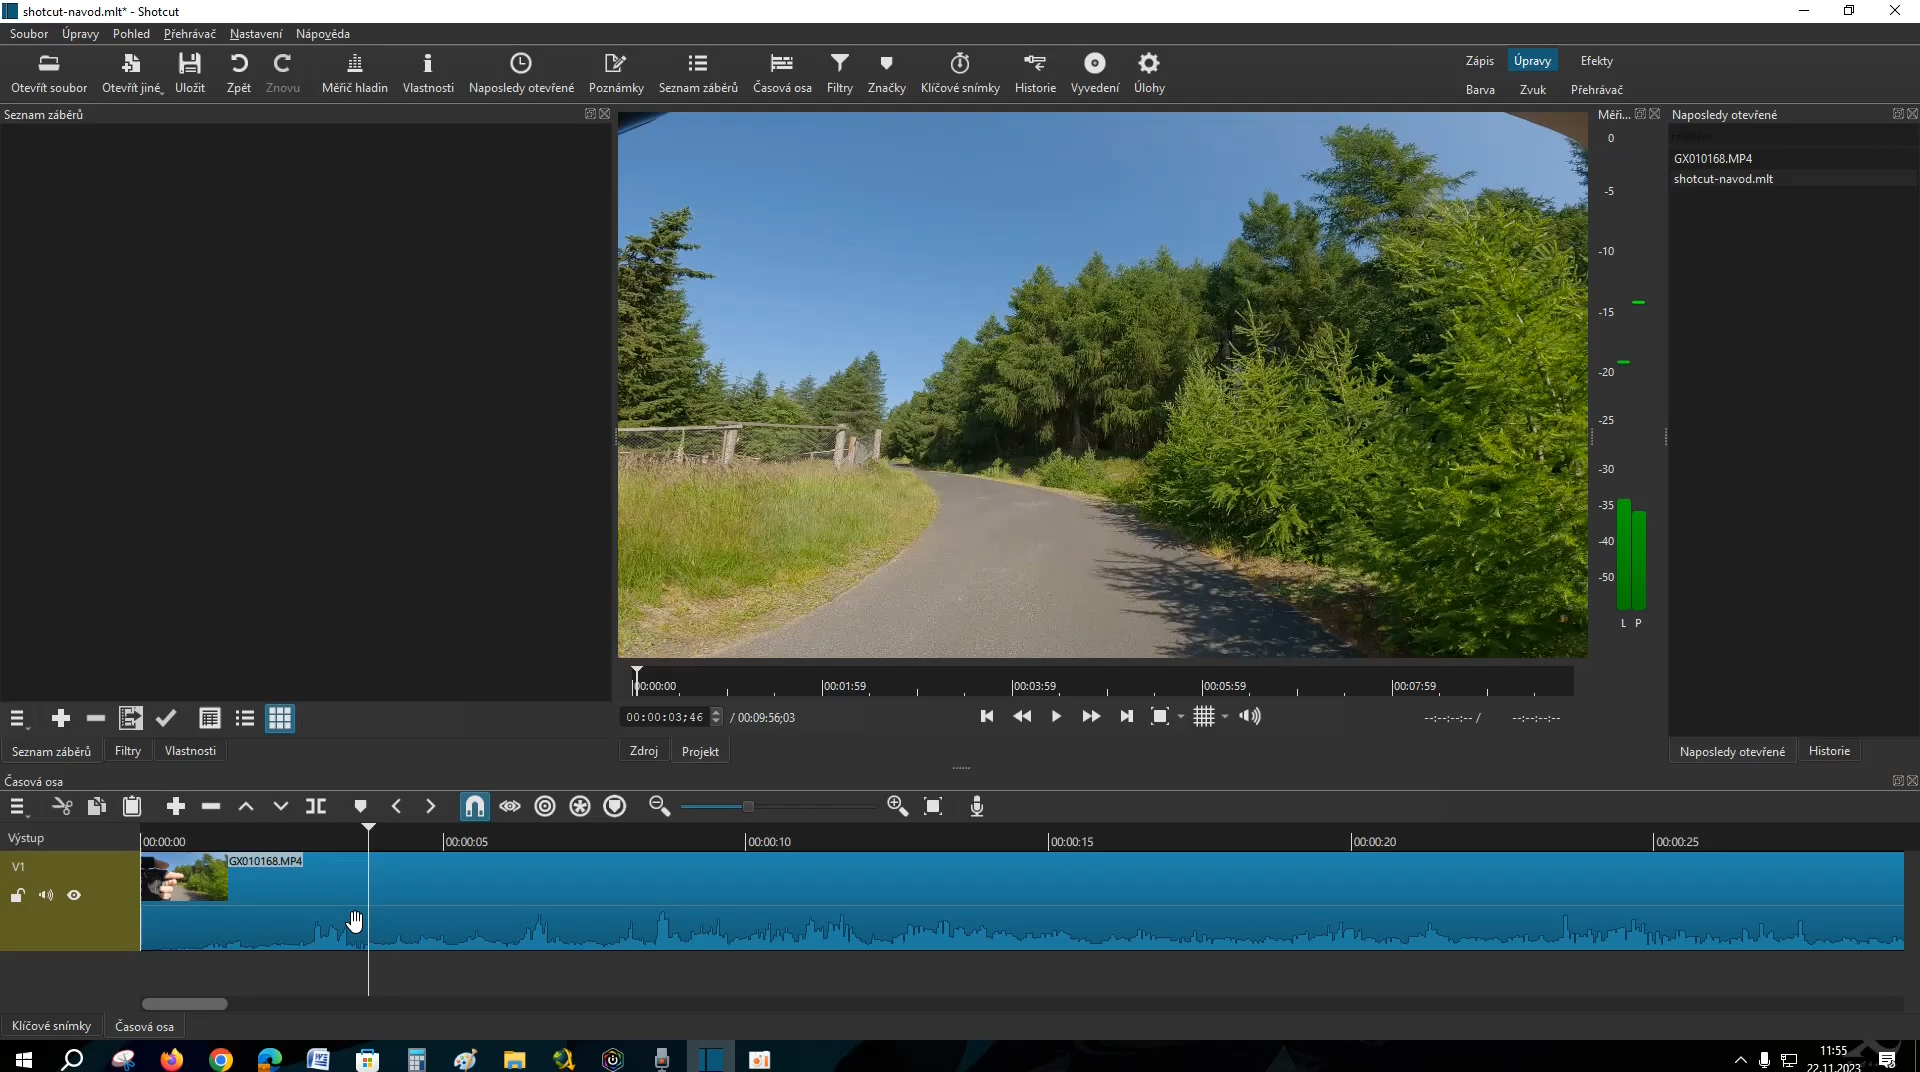 shotcut-navod.mlt* - Shotcut
Soubor Úpravy Pohled Přehrávač Nastavení Nápověda
Otevřít soubor Otevřít jiné Uložit Zpět Znovu Měřič hladin Vlastnosti Naposledy otevřené Poznámky Seznam záběrů Časová osa Filtry Značky Klíčové snímky Historie Vyvedení Úlohy
Zápis Úpravy Efekty
Barva Zvuk Přehrávač
Seznam záběrů
Měři...
0
-5
-10
-15
-20
-25
-30
-35
-40
-50
L P
Naposledy otevřené
GX010168.MP4
shotcut-navod.mlt
00:00:00 00:01:59 00:03:59 00:05:59 00:07:59
00:00:03;46 / 00:09:56;03
--:--:--:-- / --:--:--:--
Seznam záběrů Filtry Vlastnosti
Zdroj Projekt
Naposledy otevřené Historie
Časová osa
Výstup
00:00:00 00:00:05 00:00:10 00:00:15 00:00:20 00:00:25
V1
GX010168.MP4
Klíčové snímky Časová osa
11:55
22.11.2023